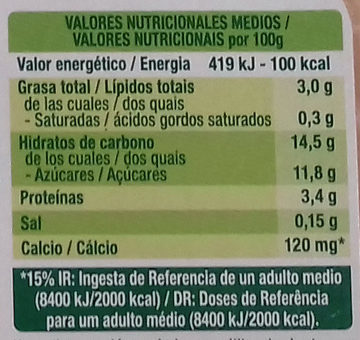 VALORES NUTRICIONALES MEDIOS /
VALORES NUTRICIONAIS por 100g
Valor energético / Energia 419 kJ - 100 kcal
Grasa total / Lípidos totais 3,0 g
de las cuales / dos quais
- Saturadas / ácidos gordos saturados 0,3 g
Hidratos de carbono 14,5 g
de los cuales / dos quais
- Azúcares / Açúcares 11,8 g
Proteínas 3,4 g
Sal 0,15 g
Calcio / Cálcio 120 mg*
*15% IR: Ingesta de Referencia de un adulto medio
(8400 kJ/2000 kcal) / DR: Doses de Referência
para um adulto médio (8400 kJ/2000 kcal).